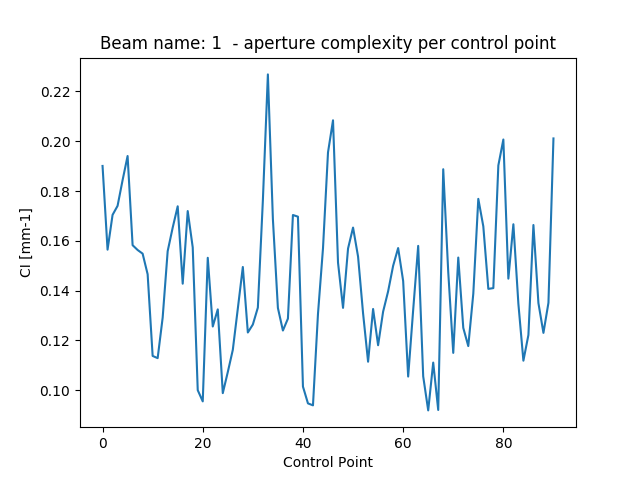 Beam name: 1  - aperture complexity per control point
0.22
0.20
0.18
0.16
0.14
0.12
0.10
CI [mm-1]
0 20 40 60 80
Control Point